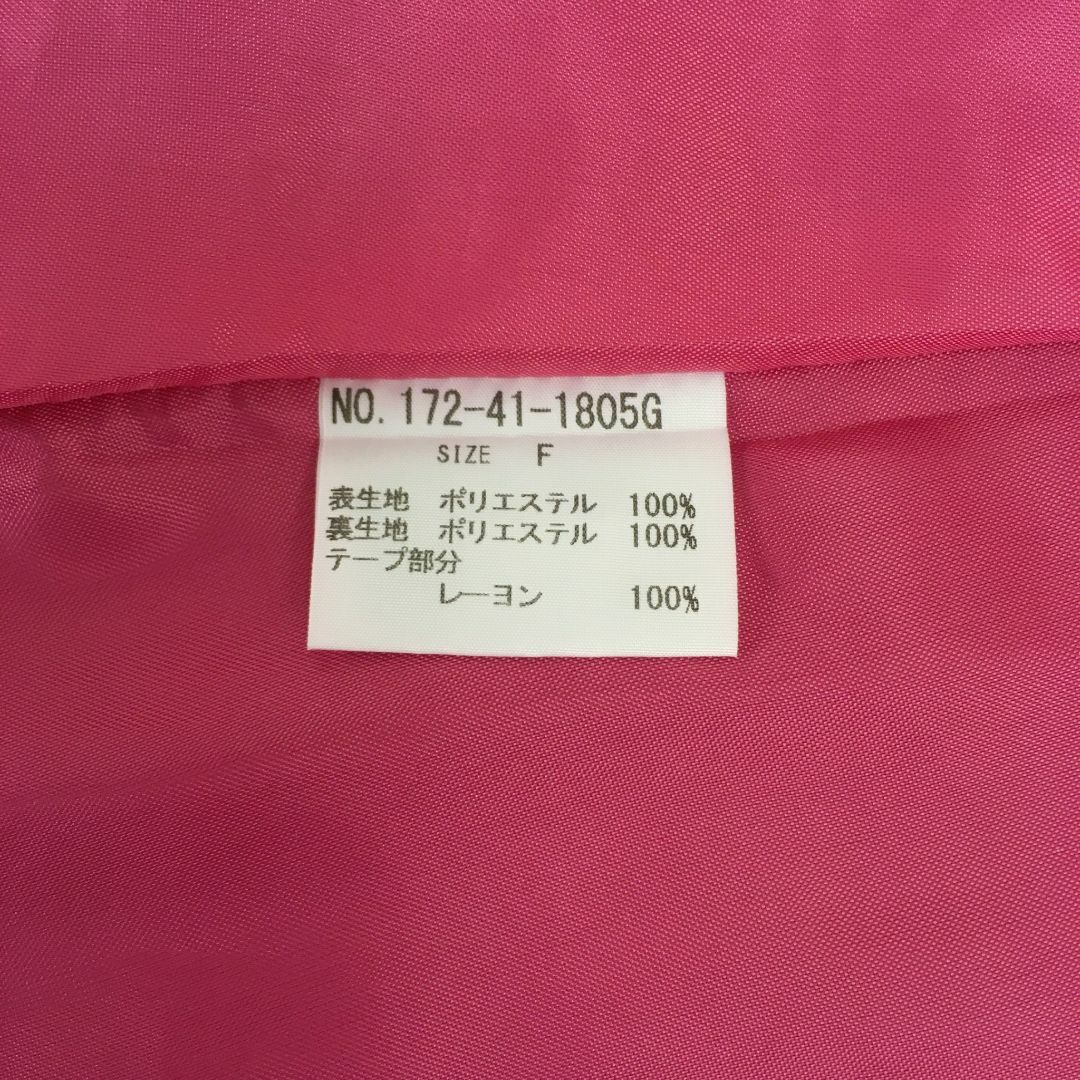 NO. 172-41-1805G
SIZE F
表生地 ポリエステル 100%
裏生地 ポリエステル 100%
テープ部分
レーヨン 100%